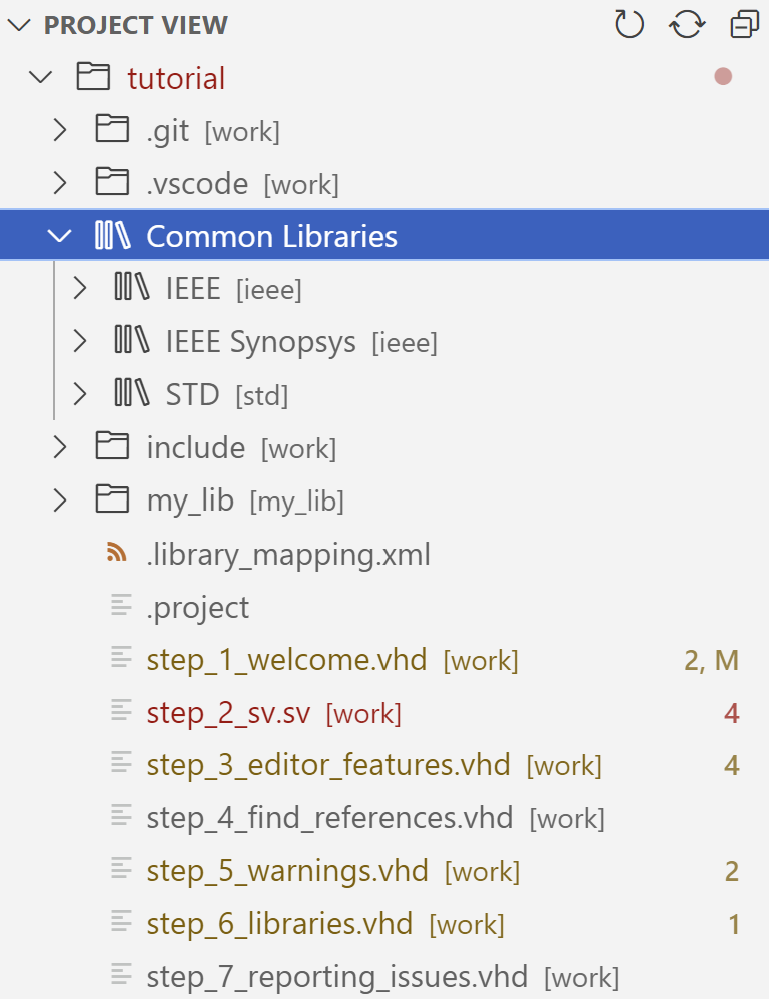 PROJECT VIEW
tutorial
.git [work]
.vscode [work]
Common Libraries
IEEE [ieee]
IEEE Synopsys [ieee]
STD [std]
include [work]
my_lib [my_lib]
.library_mapping.xml
.project
step_1_welcome.vhd [work] 2, M
step_2_sv.sv [work] 4
step_3_editor_features.vhd [work] 4
step_4_find_references.vhd [work]
step_5_warnings.vhd [work] 2
step_6_libraries.vhd [work] 1
step_7_reporting_issues.vhd [work]